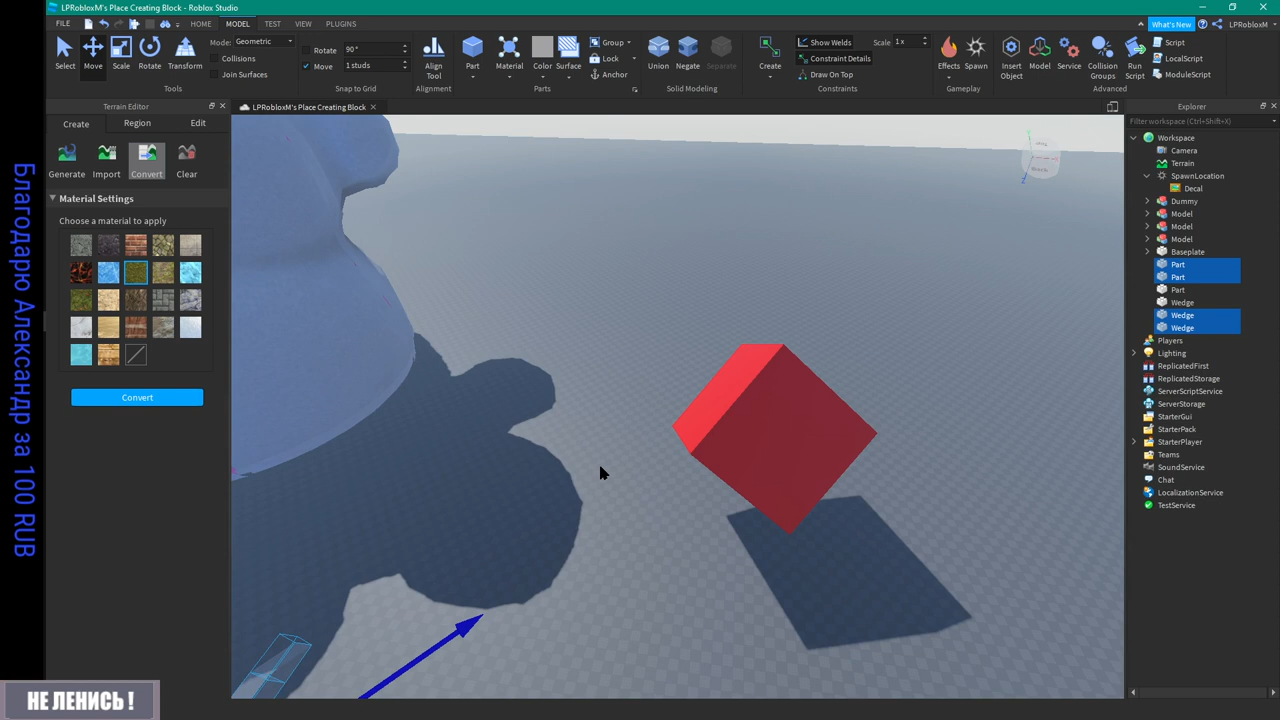 LPRobloxM's Place Creating Block - Roblox Studio
FILE HOME MODEL TEST VIEW PLUGINS
What's New LPRobloxM
Select Move Scale Rotate Transform
Mode: Geometric
Collisions
Join Surfaces
Tools
Rotate 90°
Move 1 studs
Snap to Grid
Align Tool
Alignment
Part Material Color Surface
Group
Lock
Anchor
Parts
Union Negate Separate
Solid Modeling
Create
Show Welds
Constraint Details
Draw On Top
Scale 1 x
Constraints
Effects Spawn
Gameplay
Insert Object Model Service Collision Groups Run Script
Script
LocalScript
ModuleScript
Advanced
Terrain Editor
LPRobloxM's Place Creating Block
Explorer
Create Region Edit
Filter workspace (Ctrl+Shift+X)
Generate Import Convert Clear
Material Settings
Choose a material to apply
Convert
Workspace
Camera
Terrain
SpawnLocation
Decal
Dummy
Model
Model
Model
Baseplate
Part
Part
Part
Wedge
Wedge
Wedge
Players
Lighting
ReplicatedFirst
ReplicatedStorage
ServerScriptService
ServerStorage
StarterGui
StarterPack
StarterPlayer
Teams
SoundService
Chat
LocalizationService
TestService
Благодарю Александр за 100 RUB
НЕ ЛЕНИСЬ !